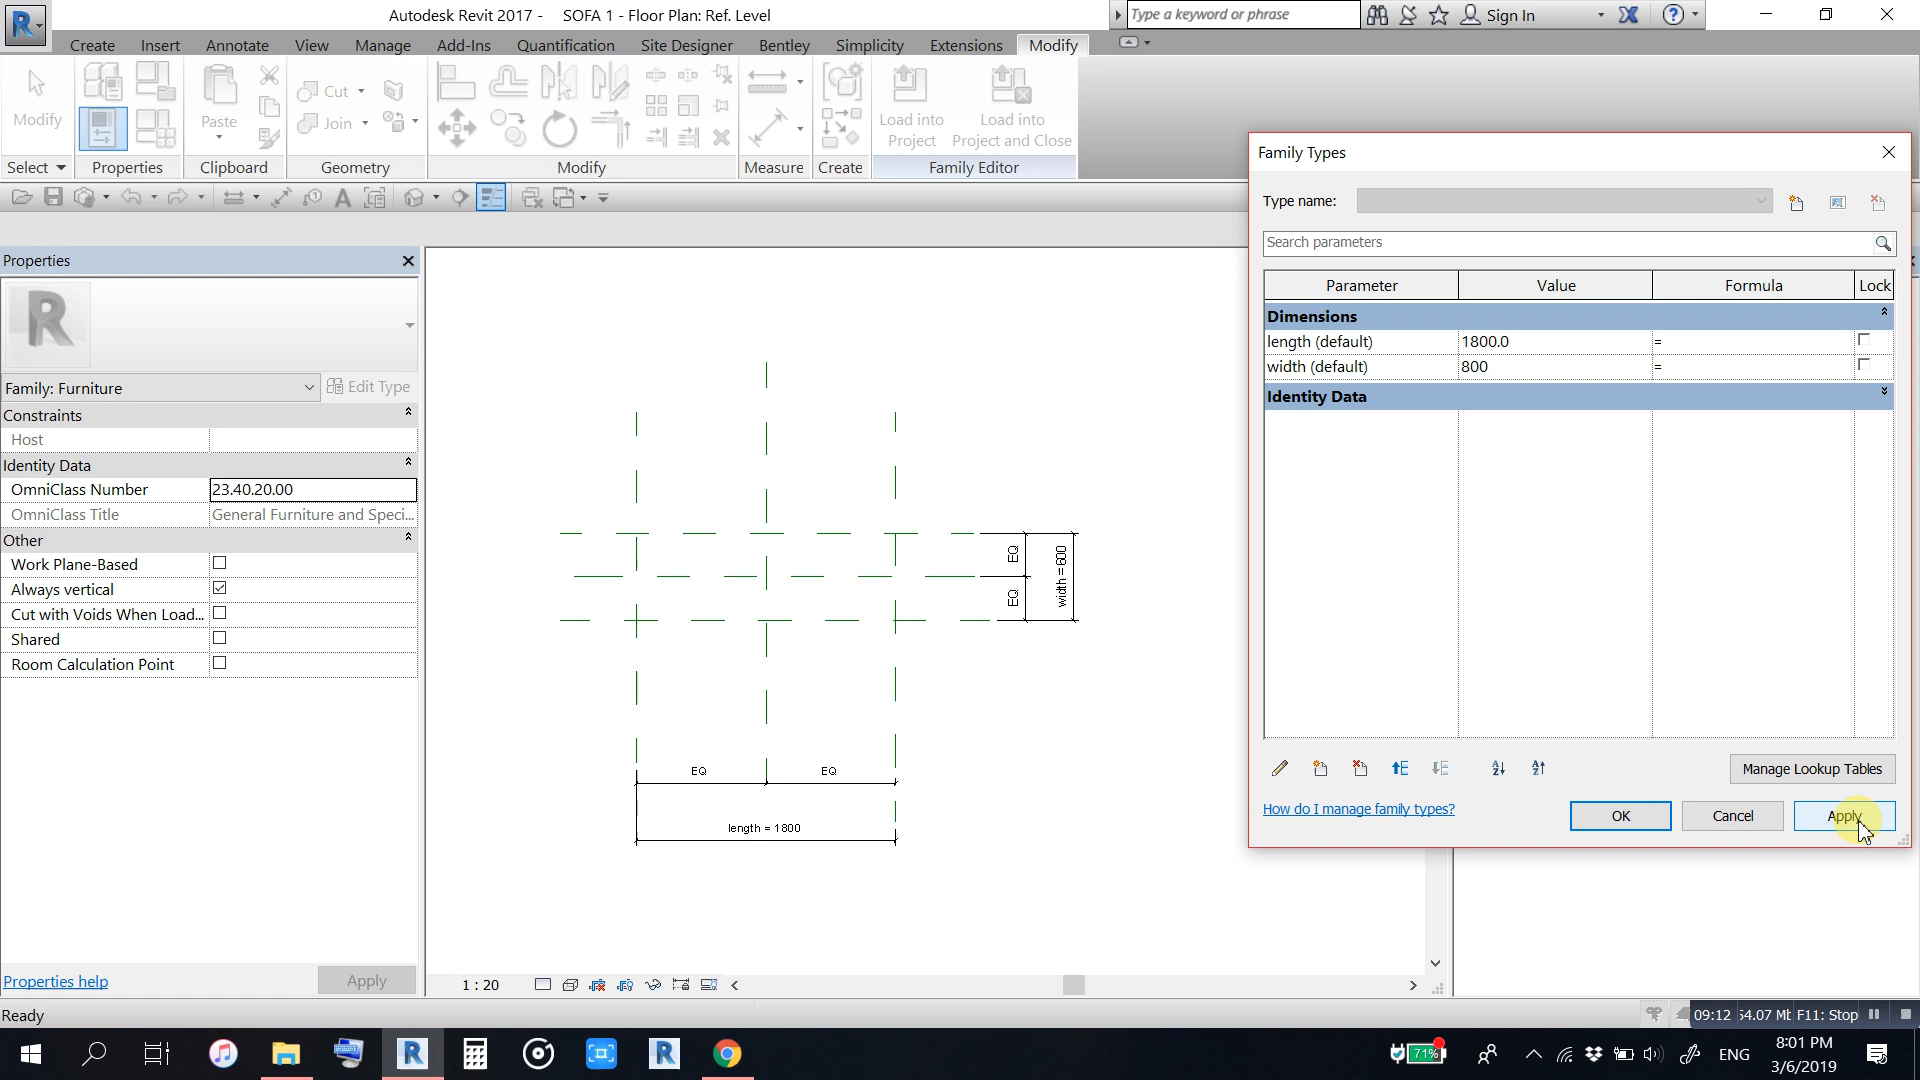 Autodesk Revit 2017 - SOFA 1 - Floor Plan: Ref. Level
Type a keyword or phrase
Sign In
Create Insert Annotate View Manage Add-Ins Quantification Site Designer Bentley Simplicity Extensions Modify
Modify
Paste
Cut
Join
Load into
Project
Load into
Project and Close
Select Properties Clipboard Geometry Modify Measure Create Family Editor
Properties
Family: Furniture
Edit Type
Constraints
Host
Identity Data
OmniClass Number 23.40.20.00
OmniClass Title General Furniture and Speci...
Other
Work Plane-Based
Always vertical
Cut with Voids When Load...
Shared
Room Calculation Point
Properties help
Apply
EQ
EQ
width = 600
EQ EQ
length = 1800
1 : 20
Family Types
Type name:
Search parameters
Parameter Value Formula Lock
Dimensions
length (default) 1800.0 =
width (default) 800 =
Identity Data
Manage Lookup Tables
How do I manage family types?
OK Cancel Apply
Ready
09:12 54.07 Mt F11: Stop
71%
ENG
8:01 PM
3/6/2019